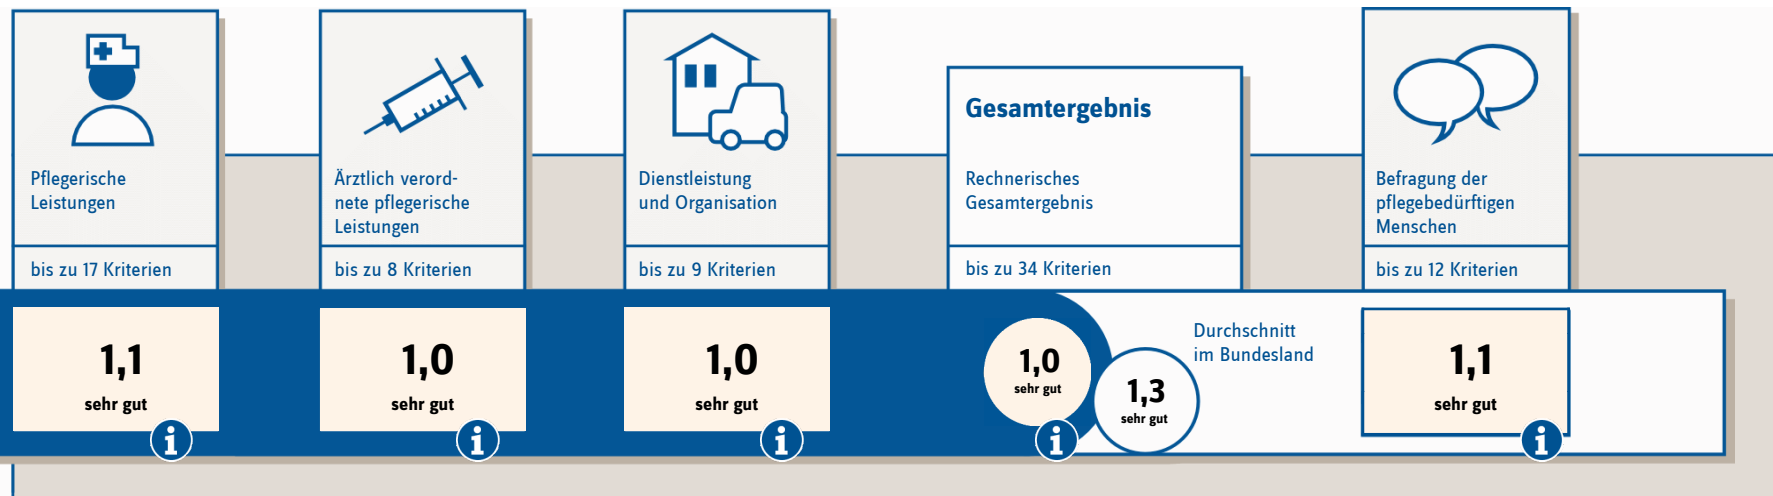 Pflegerische
Leistungen
bis zu 17 Kriterien
1,1
sehr gut
i
Ärztlich verord-
nete pflegerische
Leistungen
bis zu 8 Kriterien
1,0
sehr gut
i
Dienstleistung
und Organisation
bis zu 9 Kriterien
1,0
sehr gut
i
Gesamtergebnis
Rechnerisches
Gesamtergebnis
bis zu 34 Kriterien
1,0
sehr gut
i
1,3
sehr gut
Durchschnitt
im Bundesland
Befragung der
pflegebedürftigen
Menschen
bis zu 12 Kriterien
1,1
sehr gut
i